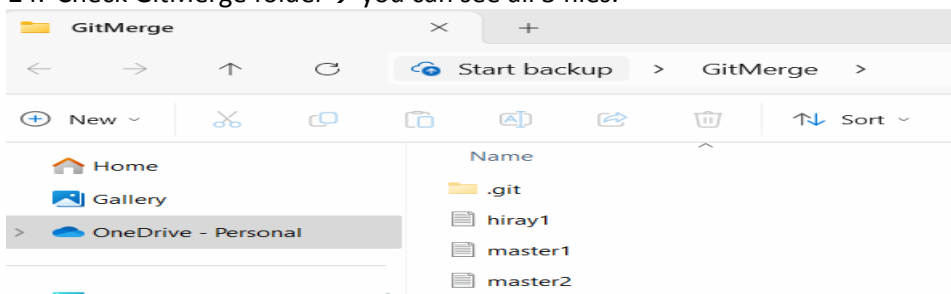 GitMerge
Start backup > GitMerge >
New Sort
Name
Home
.git
Gallery
hiray1
OneDrive - Personal
master1
master2